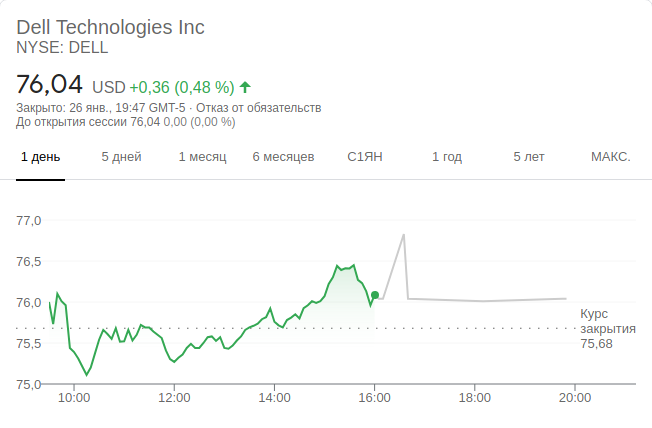 Dell Technologies Inc
NYSE: DELL
76,04 USD +0,36 (0,48 %)
Закрыто: 26 янв., 19:47 GMT-5 · Отказ от обязательств
До открытия сессии 76,04 0,00 (0,00 %)
1 день 5 дней 1 месяц 6 месяцев С1ЯН 1 год 5 лет МАКС.
77,0
76,5
76,0
Курс
закрытия
75,68
75,5
75,0
10:00 12:00 14:00 16:00 18:00 20:00